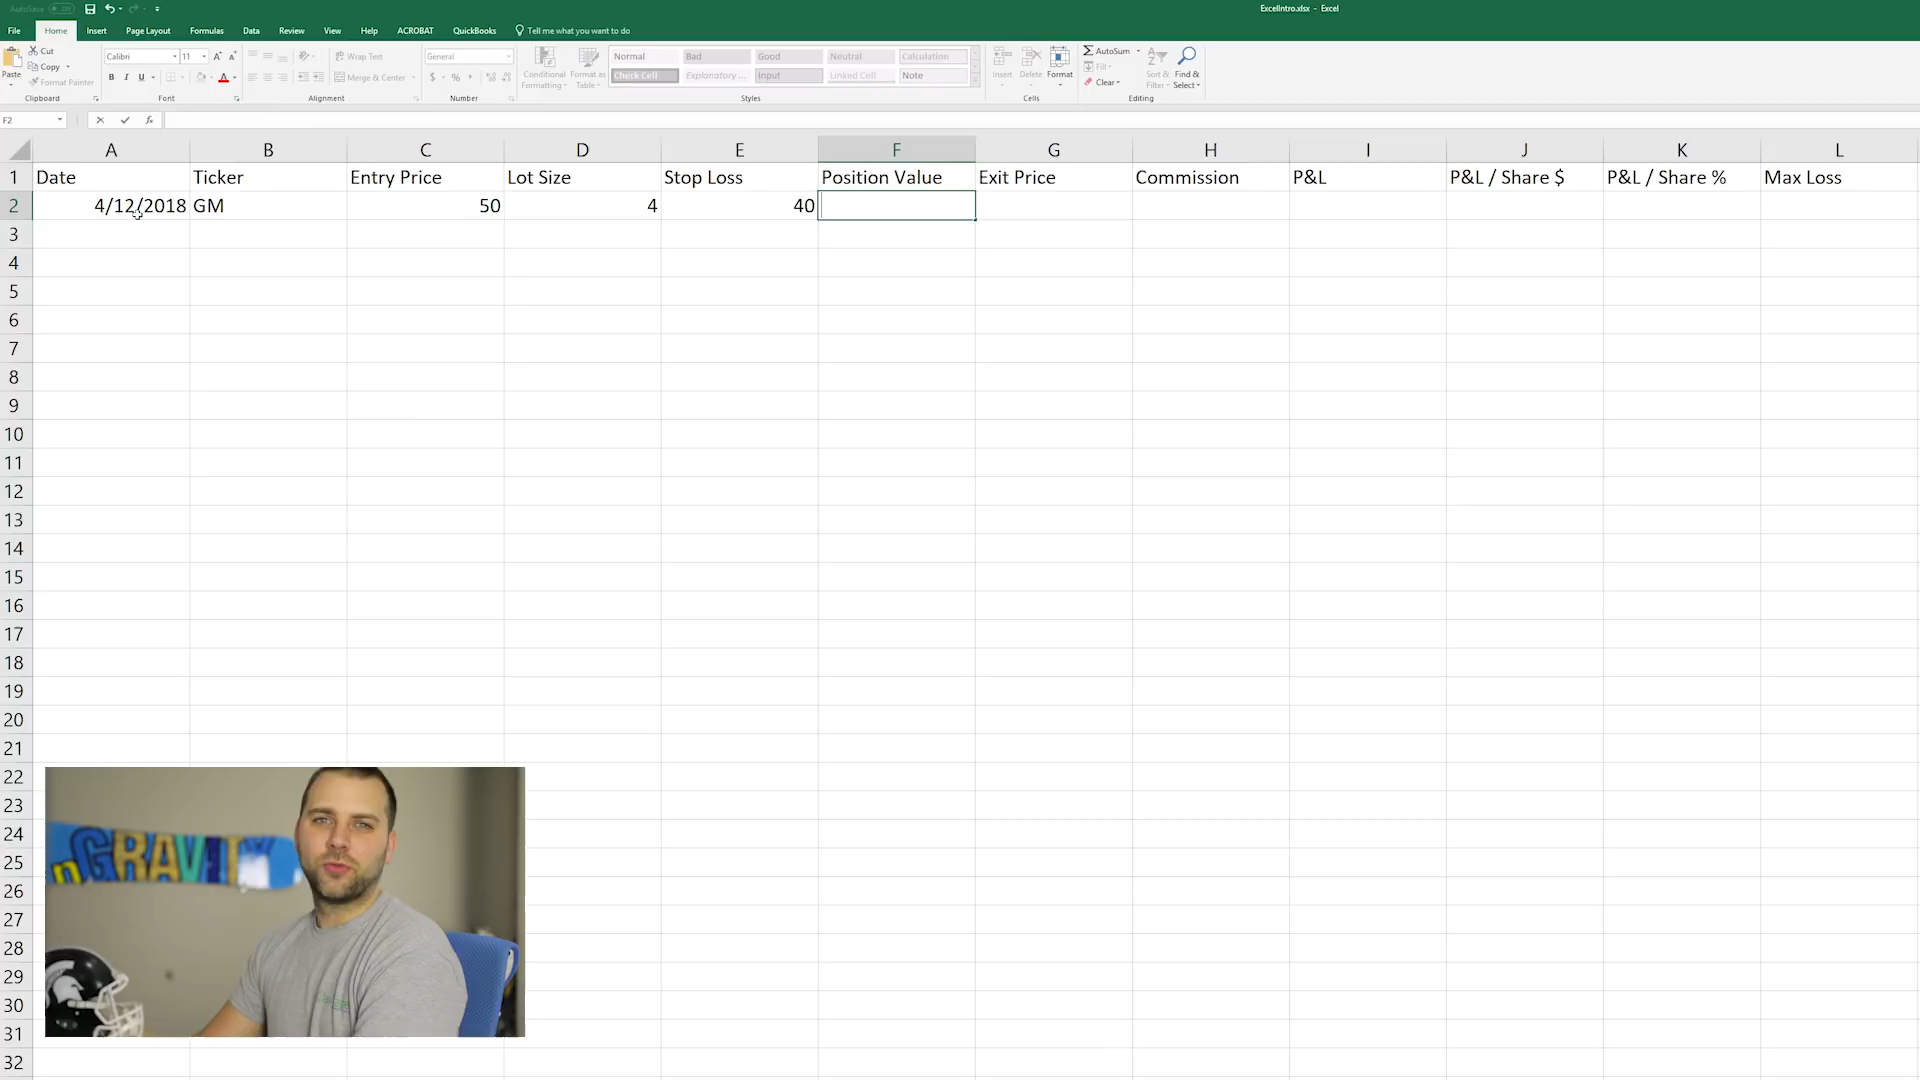 AutoSave Off
ExcelIntro.xlsx - Excel
File Home Insert Page Layout Formulas Data Review View Help ACROBAT QuickBooks Tell me what you want to do
Paste Cut Copy Format Painter Clipboard
Calibri 11 B I U A Font
Wrap Text Merge & Center Alignment
General $ % Number
Conditional Formatting Format as Table
Normal Bad Good Neutral Calculation
Check Cell Explanatory ... Input Linked Cell Note
Styles
Insert Delete Format Cells
AutoSum Fill Clear Sort & Filter Find & Select Editing
F2 fx
A B C D E F G H I J K L
1 Date Ticker Entry Price Lot Size Stop Loss Position Value Exit Price Commission P&L P&L / Share $ P&L / Share % Max Loss
2 4/12/2018 GM 50 4 40
3
4
5
6
7
8
9
10
11
12
13
14
15
16
17
18
19
20
21
22
23
24
25
26
27
28
29
30
31
32
nGRAVITY